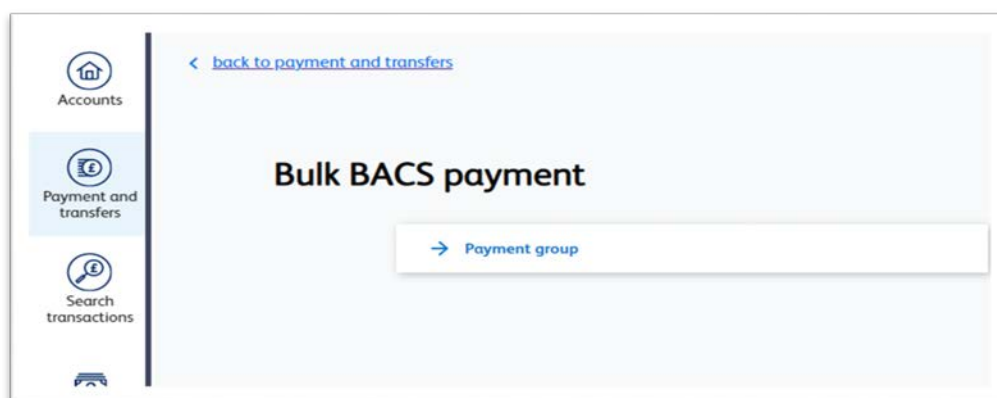 Accounts
Payment and
transfers
Search
transactions
< back to payment and transfers
Bulk BACS payment
→ Payment group